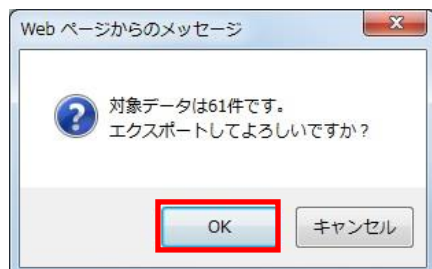 Web ページからのメッセージ
対象データは61件です。
エクスポートしてよろしいですか？
OK
キャンセル